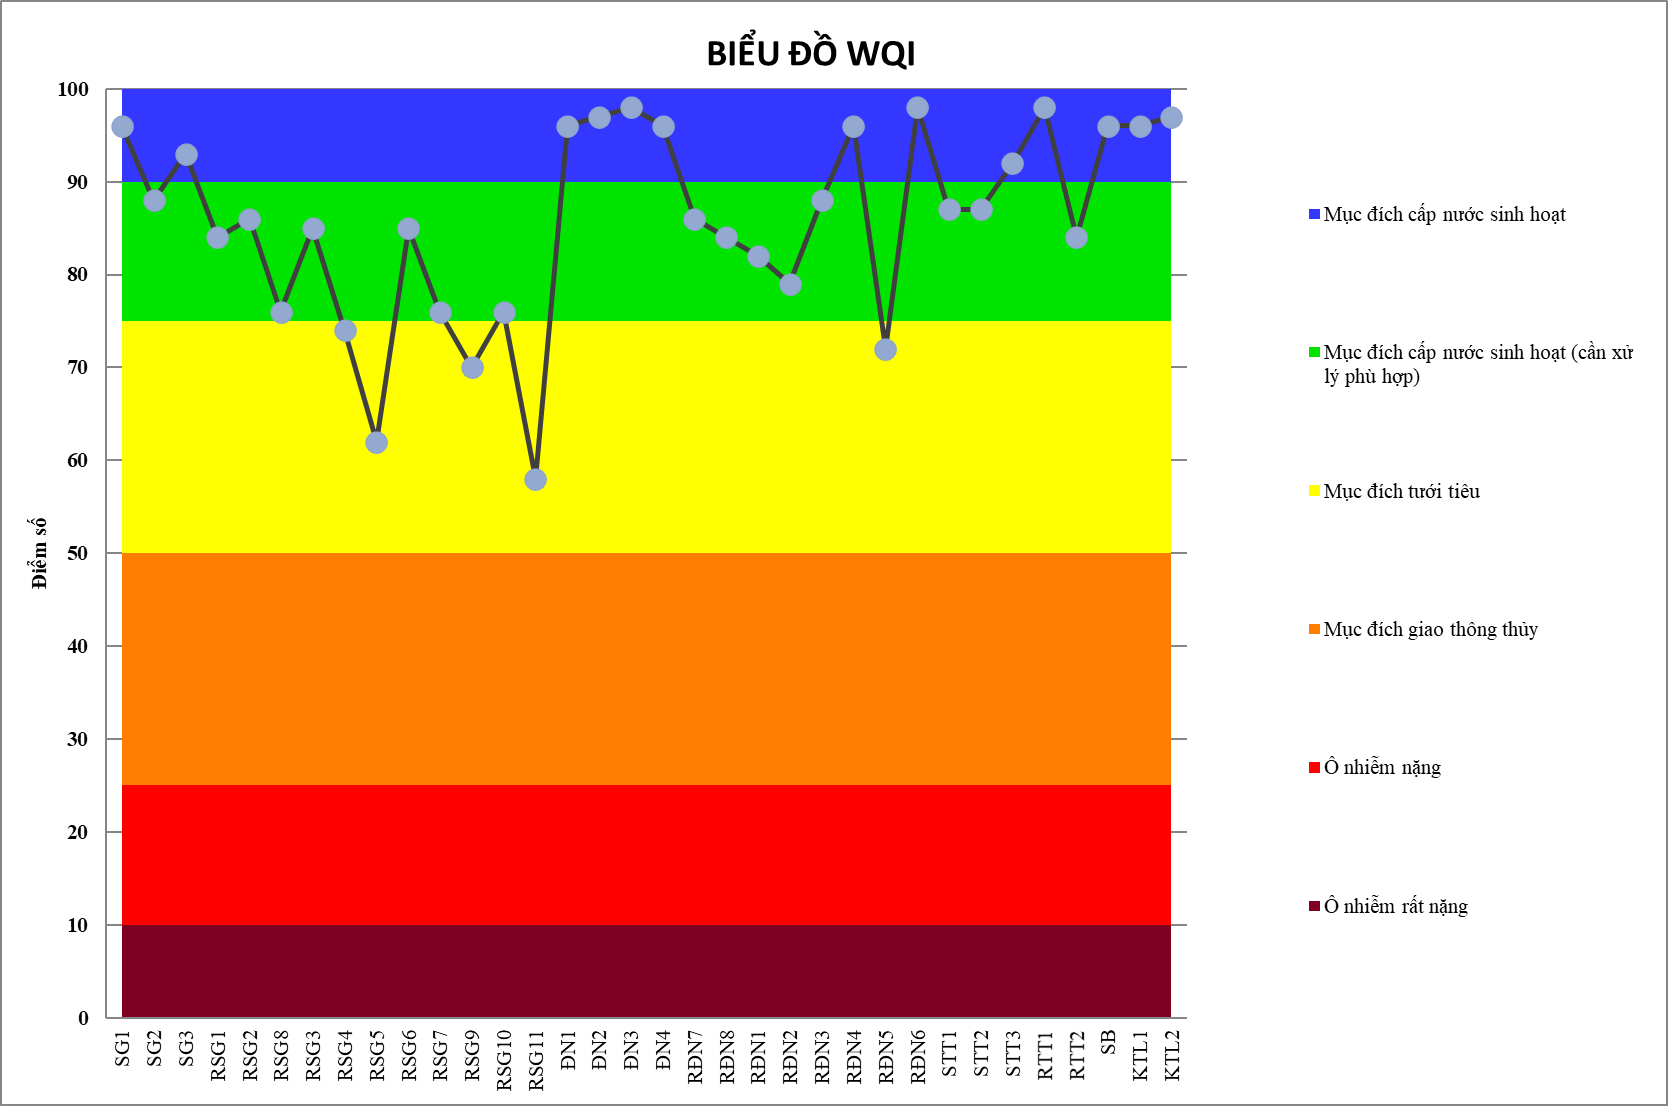 BIỂU ĐỒ WQI
Điểm số
100
90
80
70
60
50
40
30
20
10
0
SG1
SG2
SG3
RSG1
RSG2
RSG8
RSG3
RSG4
RSG5
RSG6
RSG7
RSG9
RSG10
RSG11
ĐN1
ĐN2
ĐN3
ĐN4
RĐN7
RĐN8
RĐN1
RĐN2
RĐN3
RĐN4
RĐN5
RĐN6
STT1
STT2
STT3
RTT1
RTT2
SB
KTL1
KTL2
Mục đích cấp nước sinh hoạt
Mục đích cấp nước sinh hoạt (cần xử
lý phù hợp)
Mục đích tưới tiêu
Mục đích giao thông thủy
Ô nhiễm nặng
Ô nhiễm rất nặng